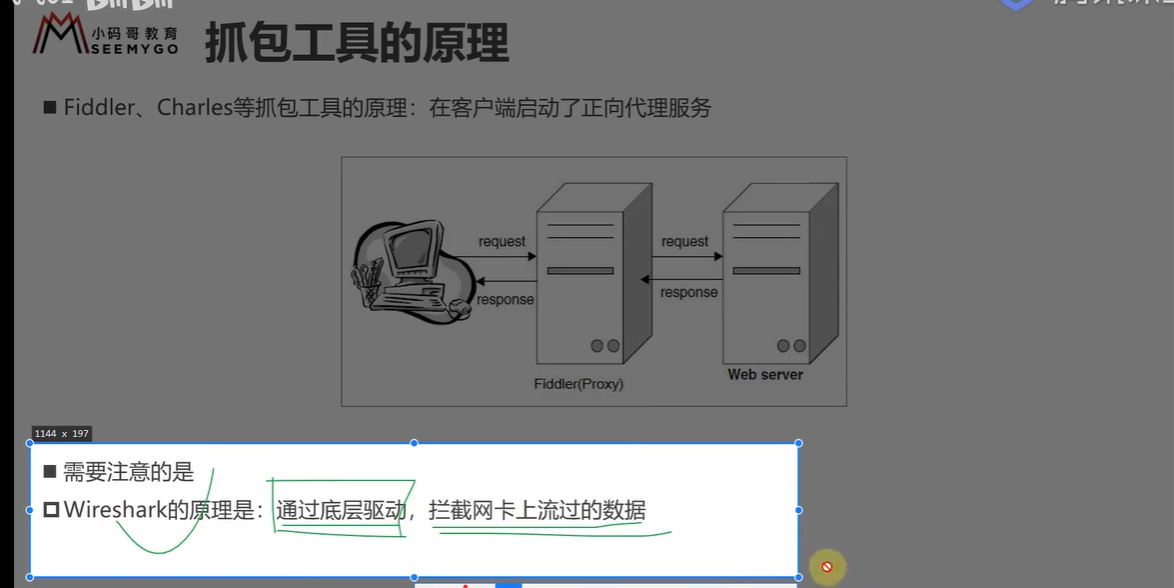 小码哥教育
SEEMYGO
抓包工具的原理
■ Fiddler、Charles等抓包工具的原理：在客户端启动了正向代理服务
request
request
response
response
Fiddler(Proxy)
Web server
1144 x 197
■ 需要注意的是
Wireshark的原理是：通过底层驱动，拦截网卡上流过的数据